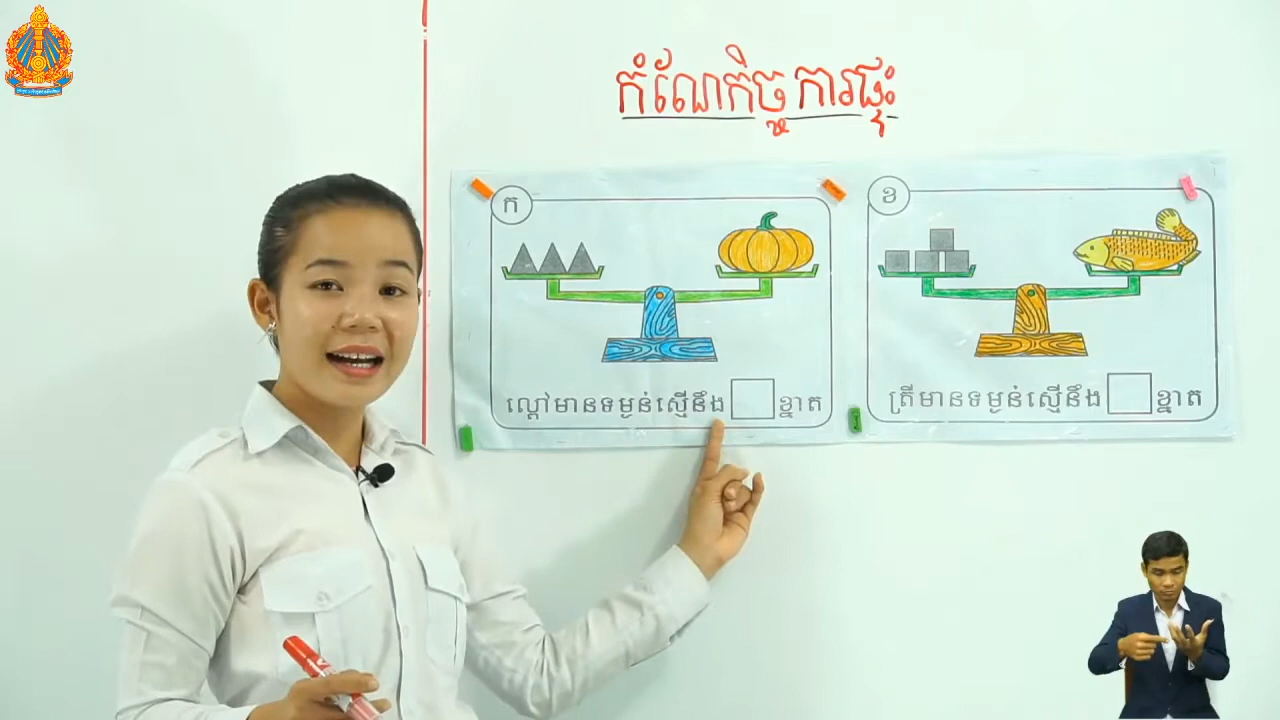 កំណែកិច្ចការផ្ទុះ
ក
ល្ពៅមានទម្ងន់ស្មើនឹង ខ្នាត
ខ
ត្រីមានទម្ងន់ស្មើនឹង ខ្នាត